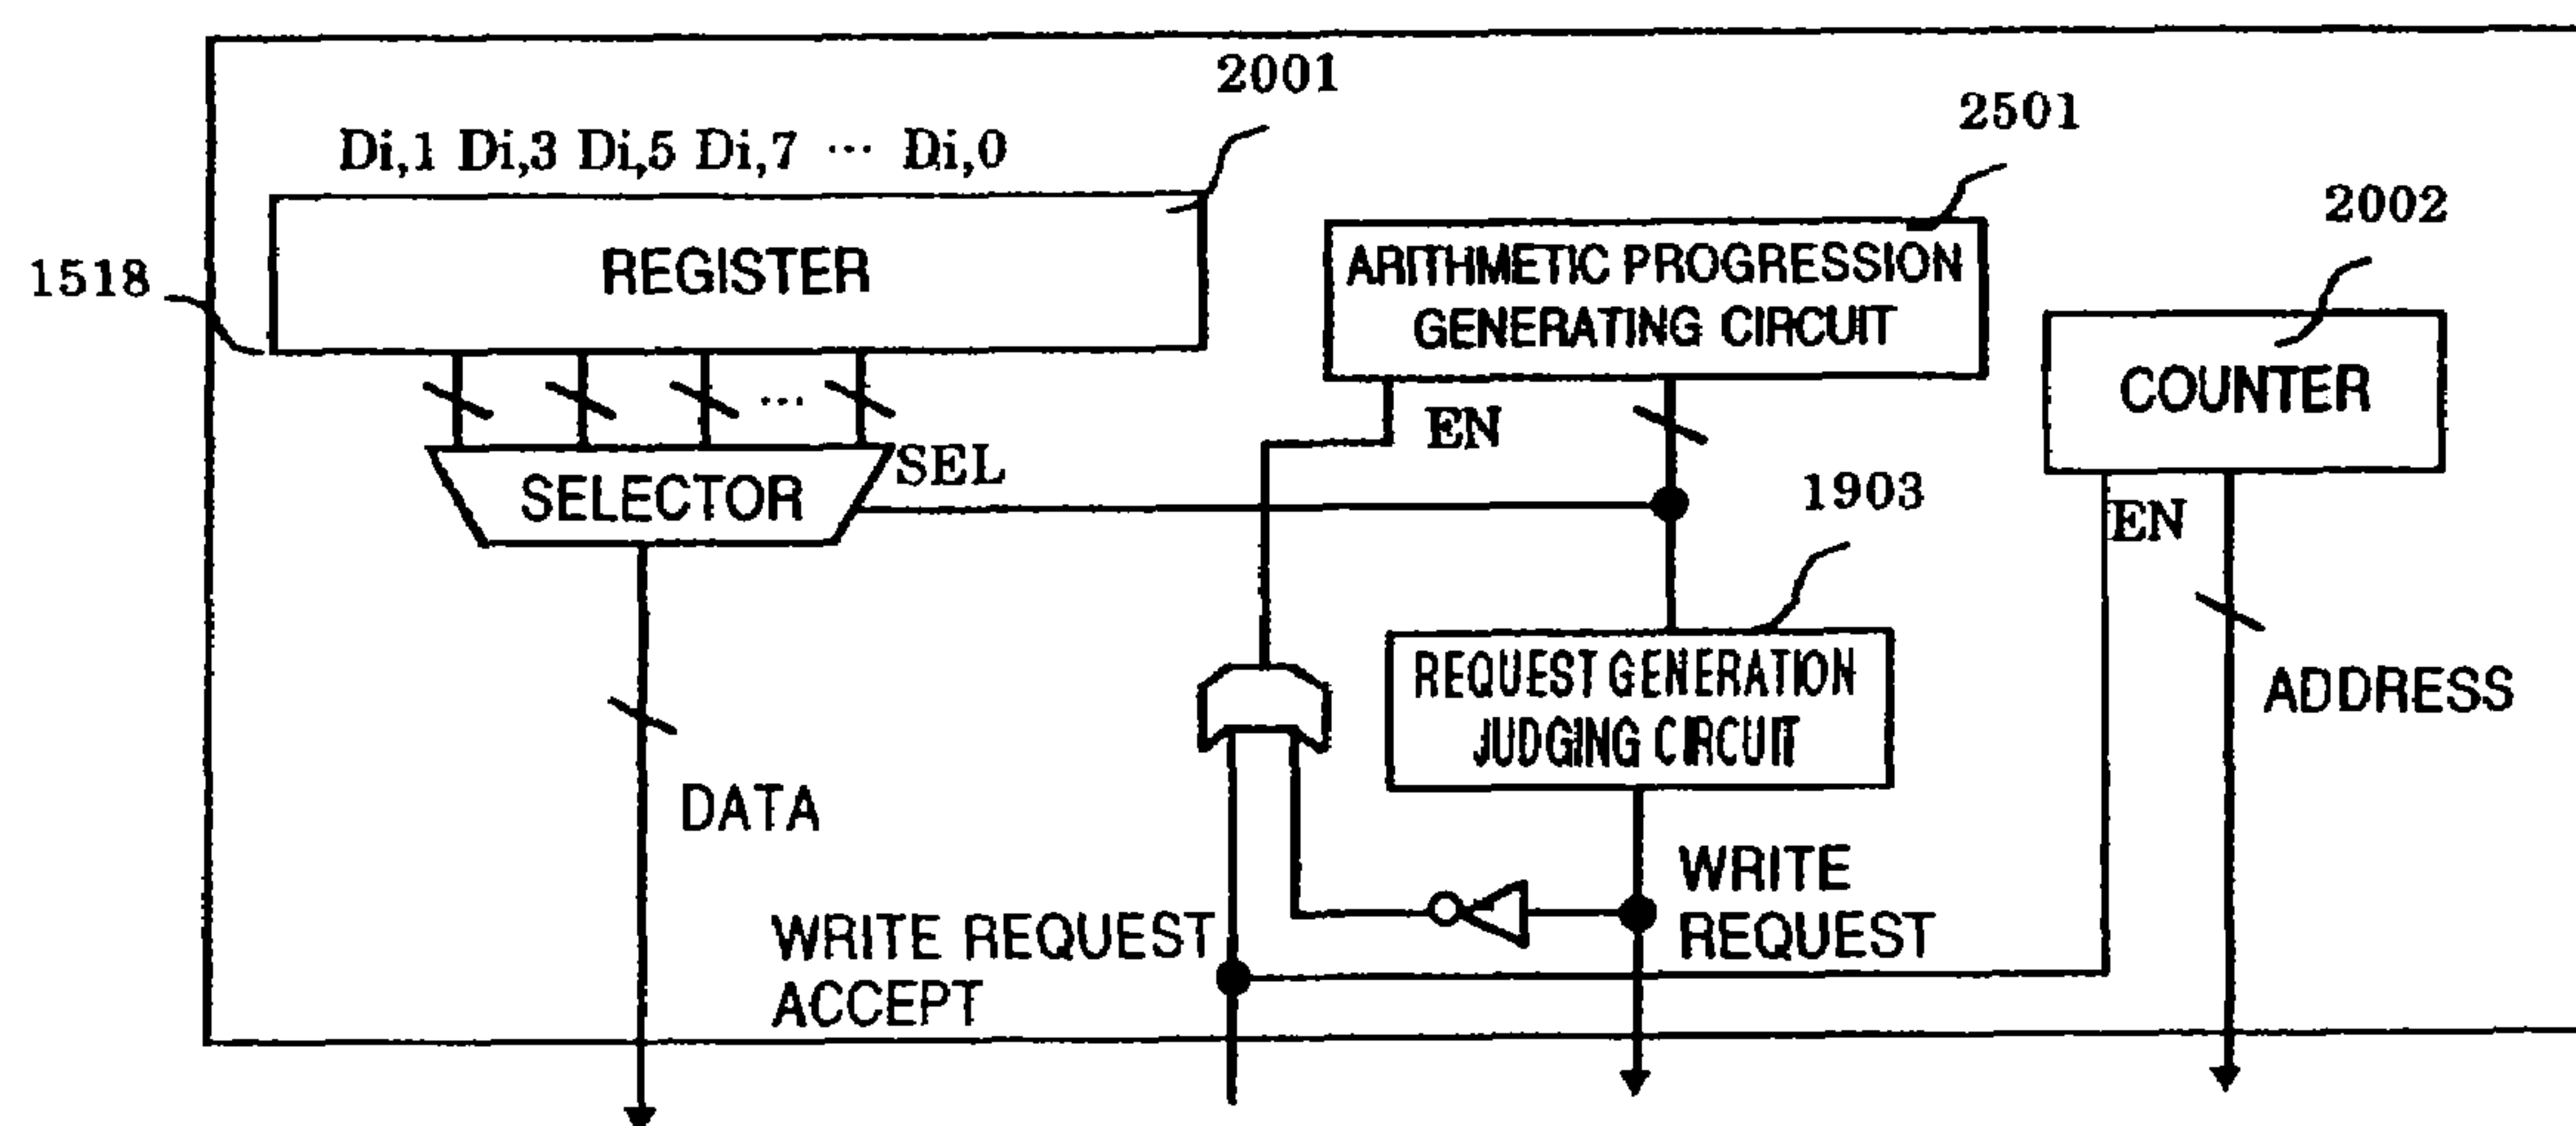 2001
2501
Di,1 Di,3 Di,5 Di,7 ... Di,0
2002
REGISTER
1518
ARITHMETIC PROGRESSION
GENERATING CIRCUIT
COUNTER
...
EN
SEL
SELECTOR
1903
EN
REQUEST GENERATION
JUDGING CIRCUIT
ADDRESS
DATA
WRITE
REQUEST
WRITE REQUEST
ACCEPT